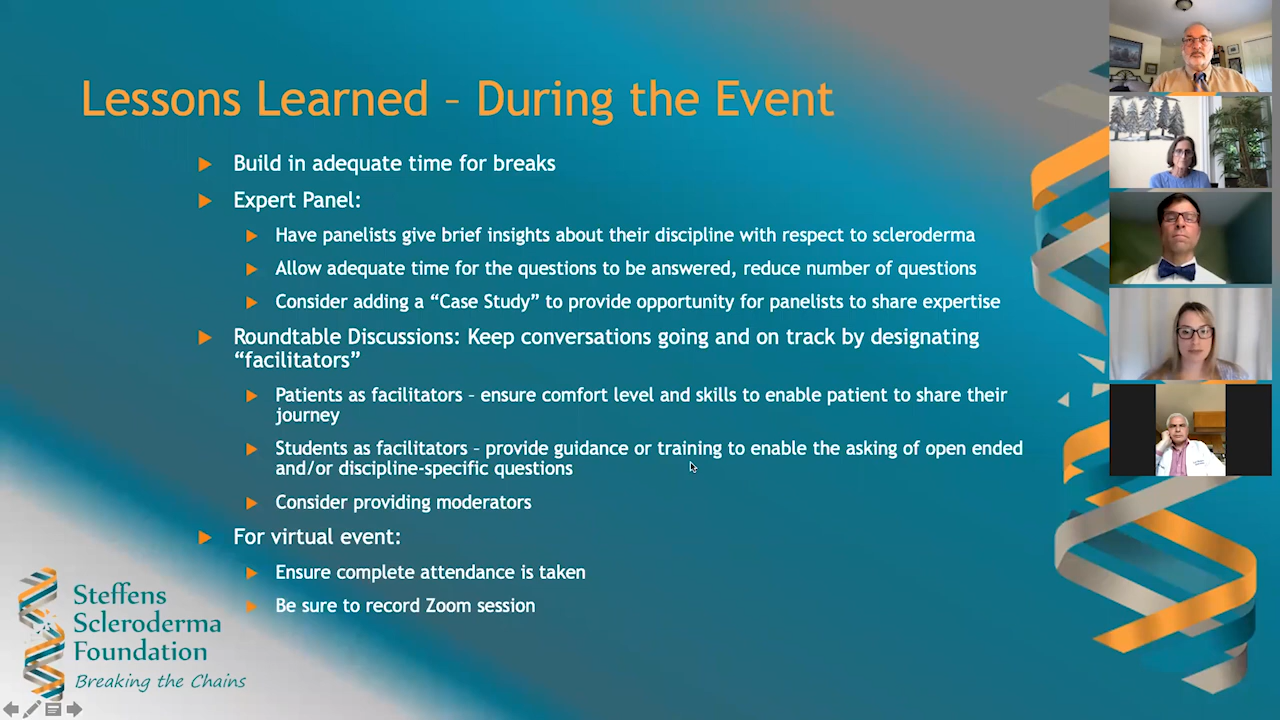 Lessons Learned – During the Event
Build in adequate time for breaks
Expert Panel:
Have panelists give brief insights about their discipline with respect to scleroderma
Allow adequate time for the questions to be answered, reduce number of questions
Consider adding a “Case Study” to provide opportunity for panelists to share expertise
Roundtable Discussions: Keep conversations going and on track by designating
“facilitators”
Patients as facilitators – ensure comfort level and skills to enable patient to share their
journey
Students as facilitators – provide guidance or training to enable the asking of open ended
and/or discipline-specific questions
Consider providing moderators
For virtual event:
Ensure complete attendance is taken
Be sure to record Zoom session
Steffens
Scleroderma
Foundation
Breaking the Chains